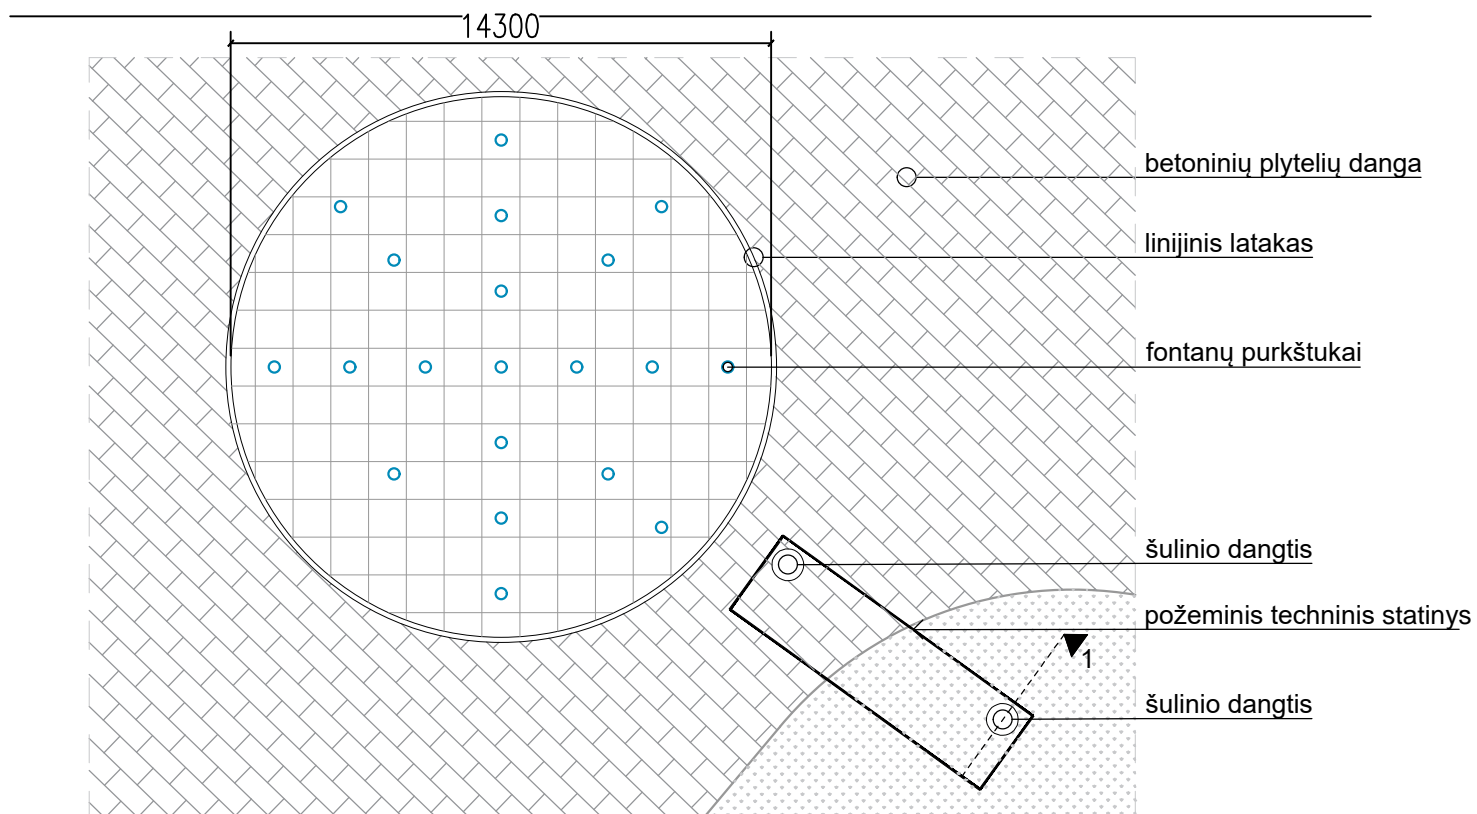 14300
betoninių plytelių danga
linijinis latakas
fontanų purkštukai
šulinio dangtis
požeminis techninis statinys
1
šulinio dangtis